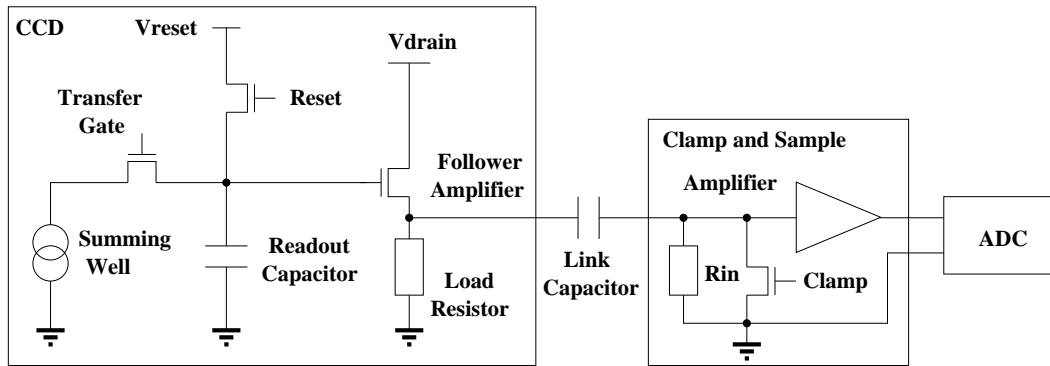 CCD
Vreset
Vdrain
Reset
Transfer
Gate
Follower
Amplifier
Summing
Well
Readout
Capacitor
Load
Resistor
Link
Capacitor
Clamp and Sample
Amplifier
Rin
Clamp
ADC